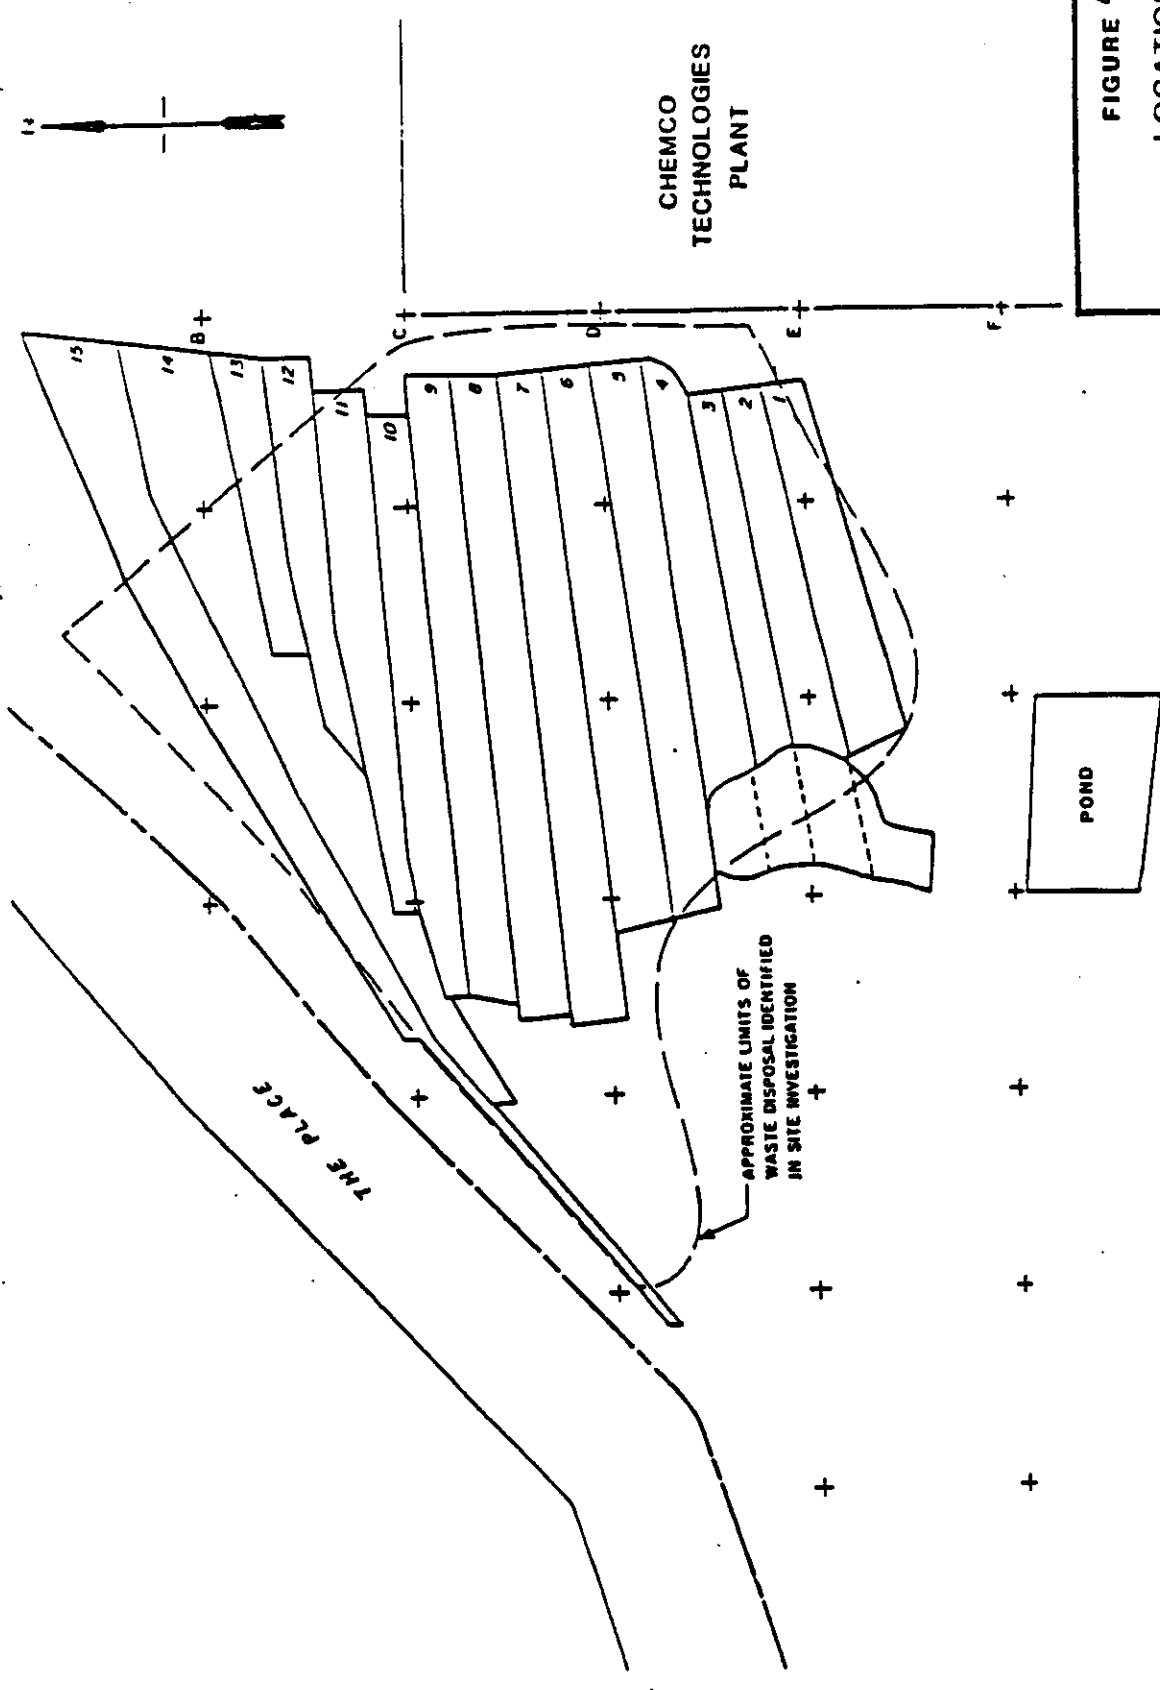 N
CHEMCO
TECHNOLOGIES
PLANT
FIGURE
B
C
D
E
F
15
14
13
12
11
10
9
8
7
6
5
4
3
2
1
THE PLACE
APPROXIMATE LIMITS OF
WASTE DISPOSAL IDENTIFIED
IN SITE INVESTIGATION
POND